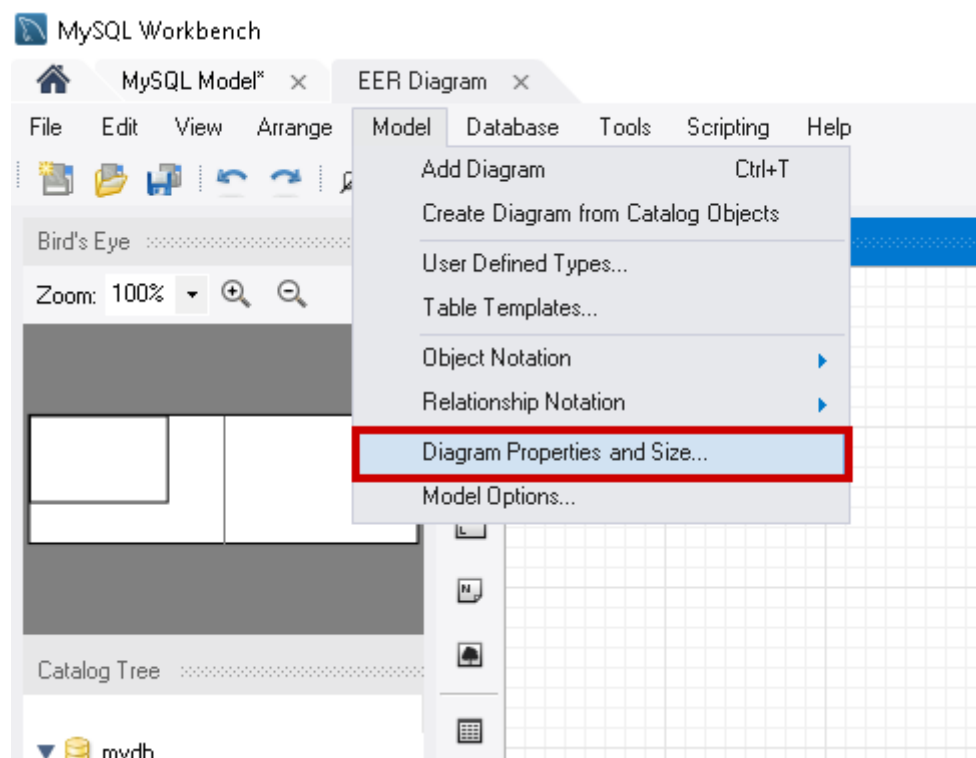 MySQL Workbench
MySQL Model* × EER Diagram ×
File Edit View Arrange Model Database Tools Scripting Help
Add Diagram Ctrl+T
Create Diagram from Catalog Objects
Bird's Eye
User Defined Types...
Zoom: 100%
Table Templates...
Object Notation
Relationship Notation
Diagram Properties and Size...
Model Options...
N
Catalog Tree
mydb